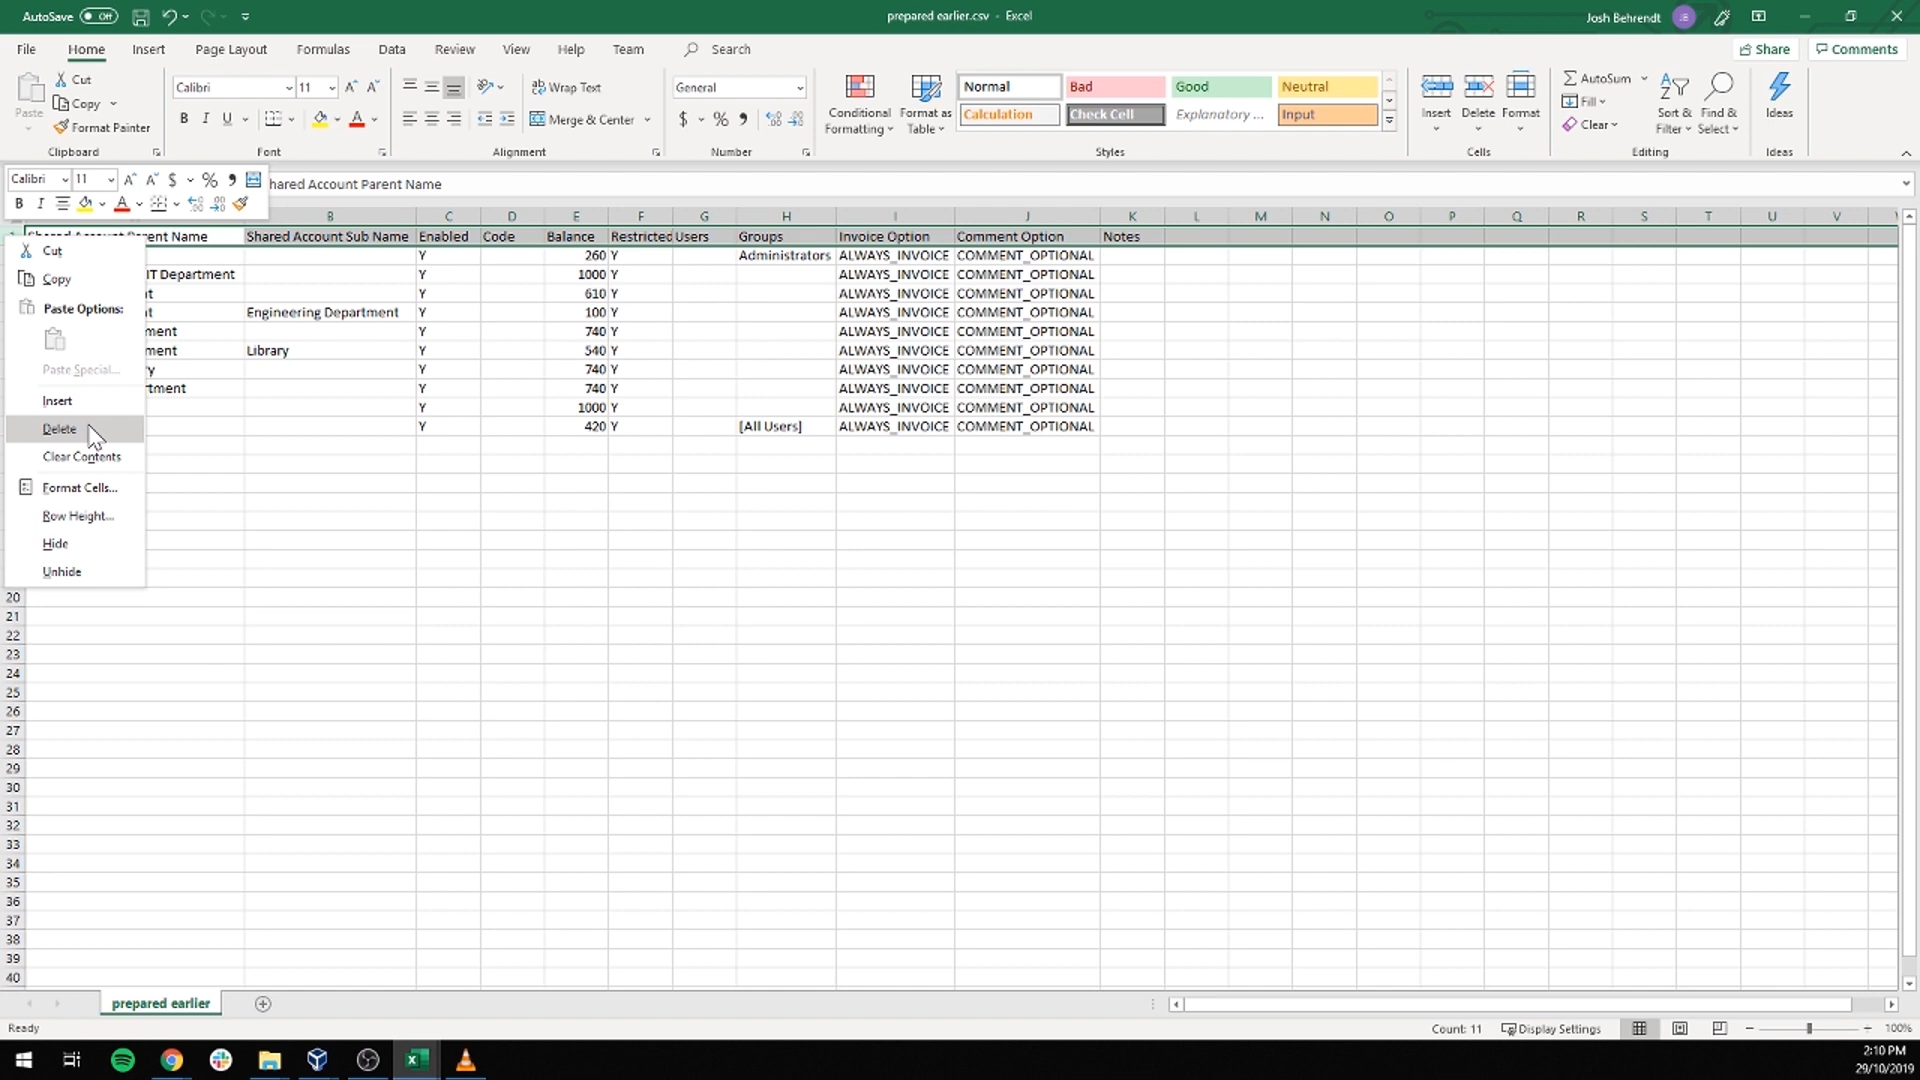 AutoSave Off
prepared earlier.csv - Excel
Josh Behrendt
File Home Insert Page Layout Formulas Data Review View Help Team Search
Share Comments
Paste Cut
Copy
Format Painter
Clipboard
Calibri 11
B I U
Font
Wrap Text
Merge & Center
Alignment
General
$ % ,
Number
Conditional Formatting
Format as Table
Normal Bad Good Neutral
Calculation Check Cell Explanatory ... Input
Styles
Insert Delete Format
Cells
AutoSum
Fill
Clear
Sort & Filter
Find & Select
Editing
Ideas
Ideas
Calibri 11 $ % ,
B I
hared Account Parent Name
B C D E F G H I J K L M N O P Q R S T U V
Shared Account Parent Name Shared Account Sub Name Enabled Code Balance Restricted Users Groups Invoice Option Comment Option Notes
Y 260 Y Administrators ALWAYS_INVOICE COMMENT_OPTIONAL
IT Department Y 1000 Y ALWAYS_INVOICE COMMENT_OPTIONAL
t Y 610 Y ALWAYS_INVOICE COMMENT_OPTIONAL
t Engineering Department Y 100 Y ALWAYS_INVOICE COMMENT_OPTIONAL
ment Y 740 Y ALWAYS_INVOICE COMMENT_OPTIONAL
ment Library Y 540 Y ALWAYS_INVOICE COMMENT_OPTIONAL
y Y 740 Y ALWAYS_INVOICE COMMENT_OPTIONAL
rtment Y 740 Y ALWAYS_INVOICE COMMENT_OPTIONAL
Y 1000 Y ALWAYS_INVOICE COMMENT_OPTIONAL
Y 420 Y [All Users] ALWAYS_INVOICE COMMENT_OPTIONAL
Cut
Copy
Paste Options:
Paste Special...
Insert
Delete
Clear Contents
Format Cells...
Row Height...
Hide
Unhide
20
21
22
23
24
25
26
27
28
29
30
31
32
33
34
35
36
37
38
39
40
prepared earlier
Ready
Count: 11 Display Settings 100%
2:10 PM
29/10/2019